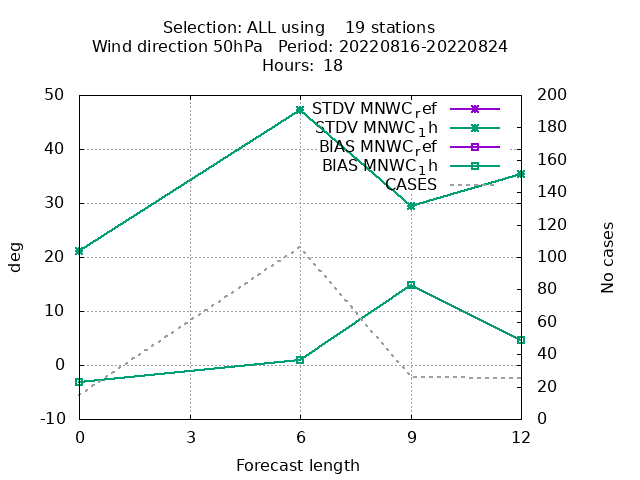 Selection: ALL using    19 stations
Wind direction 50hPa   Period: 20220816-20220824
Hours: 18
STDV MNWC_ref
STDV MNWC_1h
BIAS MNWC_ref
BIAS MNWC_1h
CASES
50
40
30
20
10
0
-10
200
180
160
140
120
100
80
60
40
20
0
deg
No cases
0 3 6 9 12
Forecast length